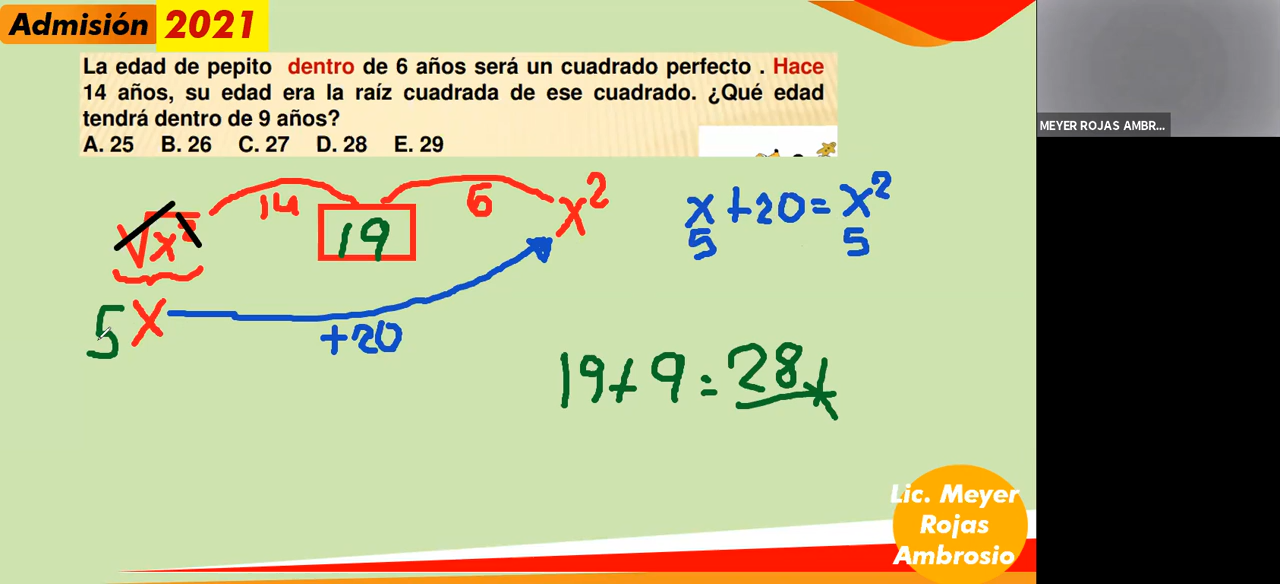 Admisión 2021
La edad de pepito dentro de 6 años será un cuadrado perfecto . Hace
14 años, su edad era la raíz cuadrada de ese cuadrado. ¿Qué edad
tendrá dentro de 9 años?
A. 25 B. 26 C. 27 D. 28 E. 29
MEYER ROJAS AMBR...
14 6
√x² 19 x²
x+20=x²
5 5
5 x
+20
19+9=28
Lic. Meyer
Rojas
Ambrosio